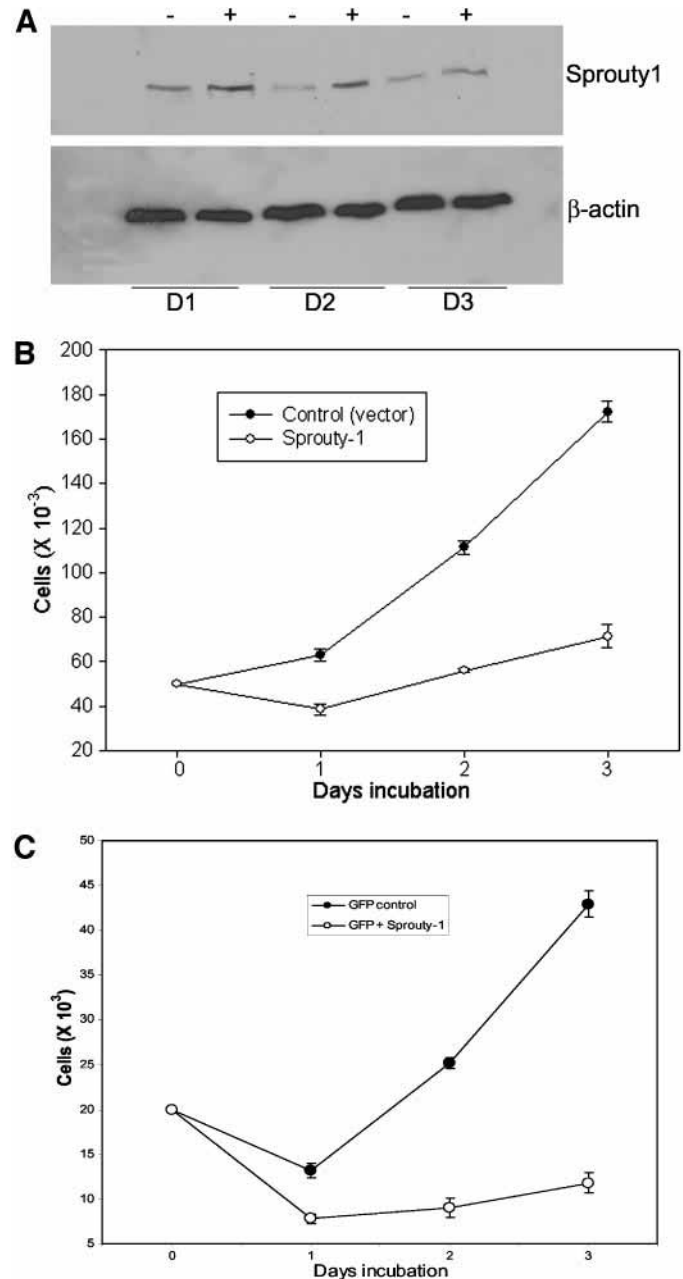 A
- + - + - +
Sprouty1
β-actin
D1 D2 D3
B
200
180
160
140
120
100
80
60
40
20
Cells (X 10-3)
Control (vector)
Sprouty-1
0 1 2 3
Days incubation
C
50
45
40
35
30
25
20
15
10
5
Cells (X 103)
GFP control
GFP + Sprouty-1
0 1 2 3
Days incubation